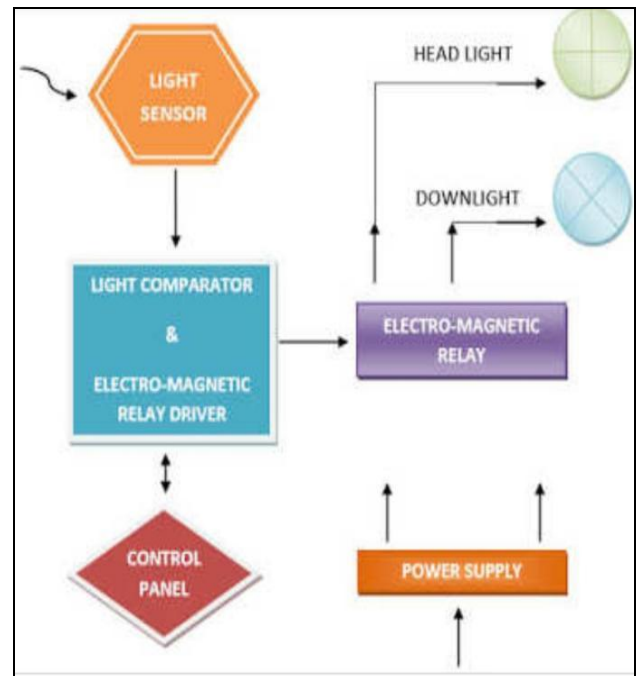 LIGHT
SENSOR
HEAD LIGHT
DOWNLIGHT
LIGHT COMPARATOR
&
ELECTRO-MAGNETIC
RELAY DRIVER
ELECTRO-MAGNETIC
RELAY
CONTROL
PANEL
POWER SUPPLY